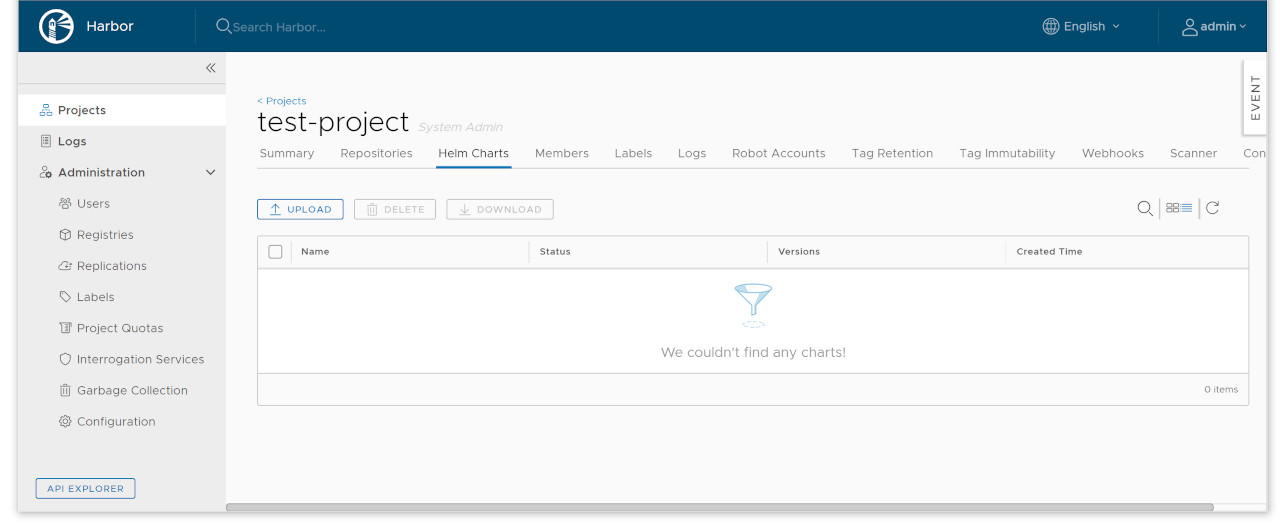 Harbor
Search Harbor...
English
admin
EVENT
Projects
Logs
Administration
Users
Registries
Replications
Labels
Project Quotas
Interrogation Services
Garbage Collection
Configuration
API EXPLORER
< Projects
test-project System Admin
Summary Repositories Helm Charts Members Labels Logs Robot Accounts Tag Retention Tag Immutability Webhooks Scanner Con
UPLOAD DELETE DOWNLOAD
Name Status Versions Created Time
We couldn't find any charts!
0 items